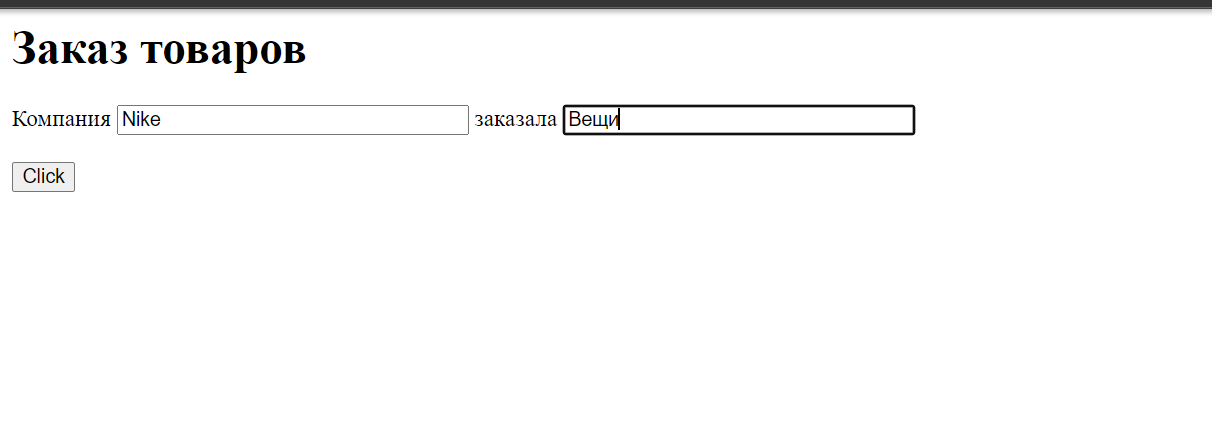 Заказ товаров
Компания Nike заказала Вещи
Click